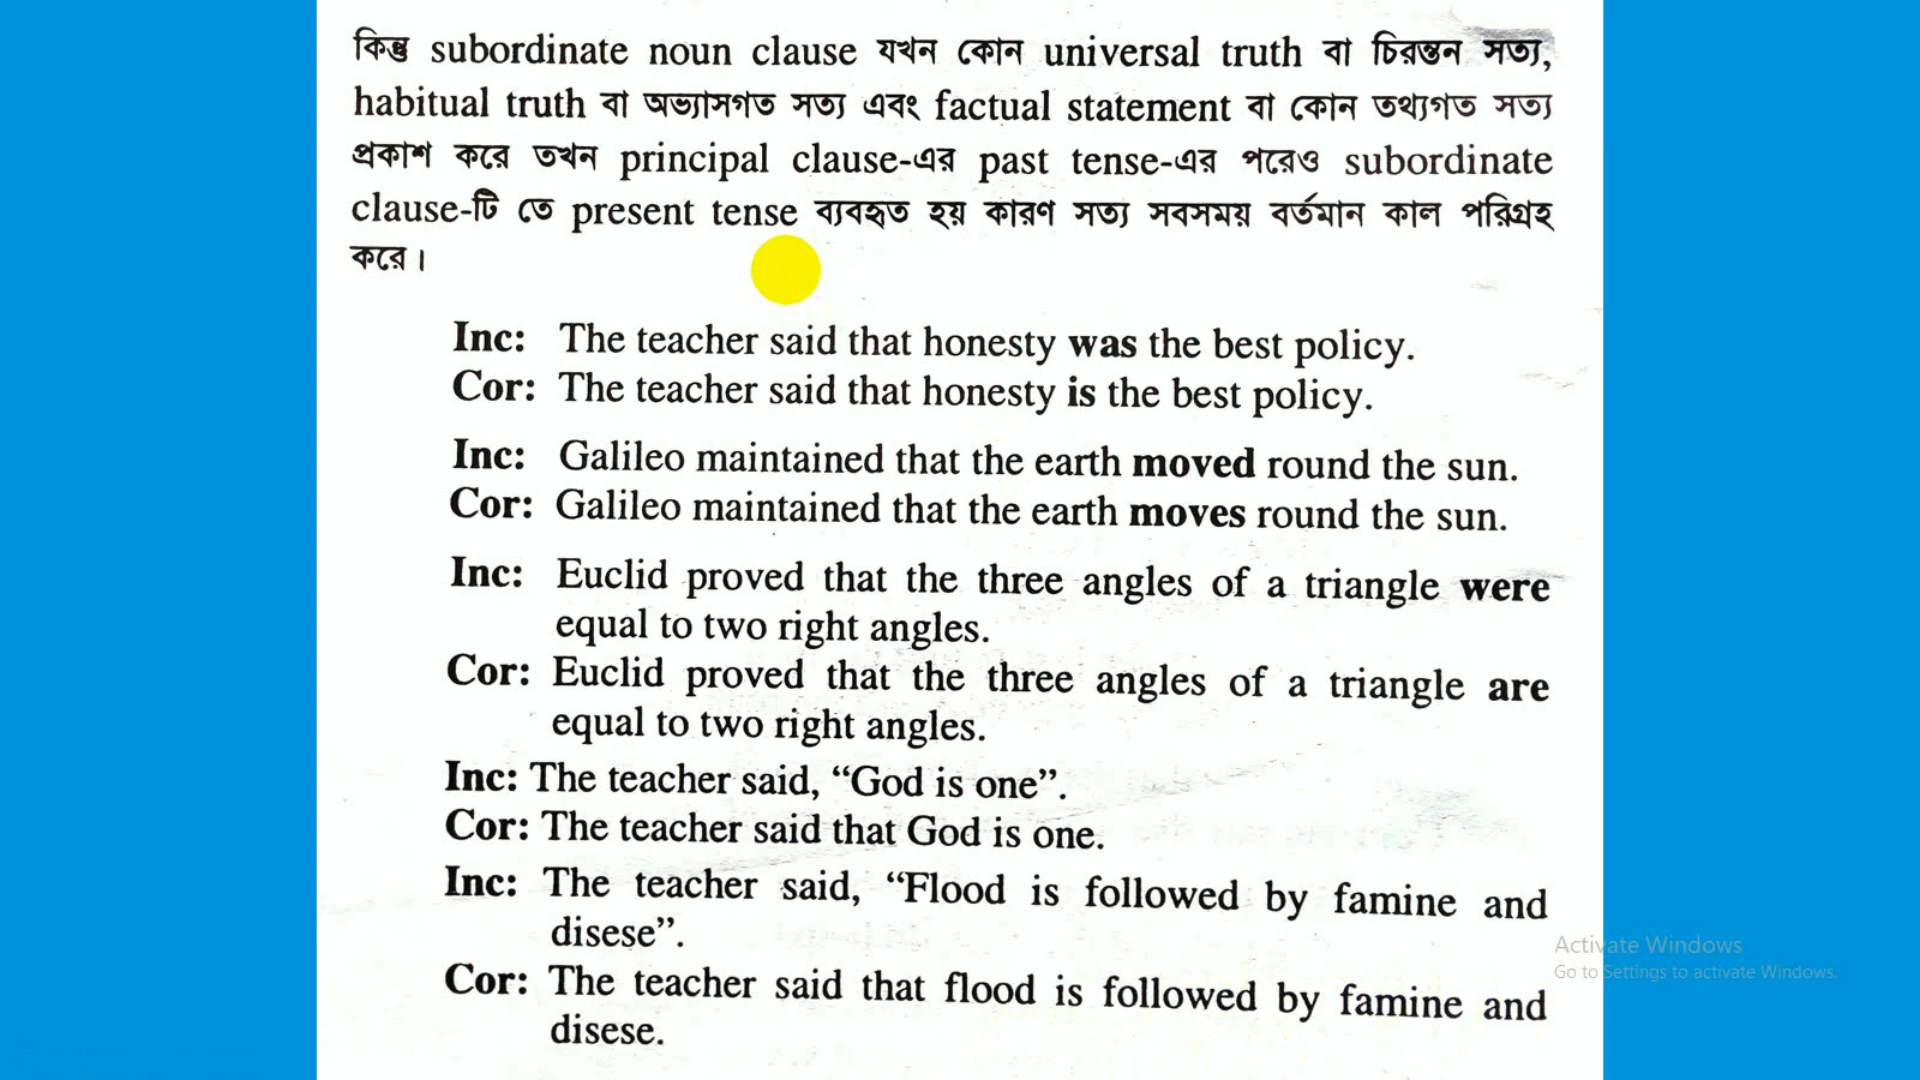 কিন্তু subordinate noun clause যখন কোন universal truth বা চিরন্তন সত্য,
habitual truth বা অভ্যাসগত সত্য এবং factual statement বা কোন তথ্যগত সত্য
প্রকাশ করে তখন principal clause-এর past tense-এর পরেও subordinate
clause-টি তে present tense ব্যবহৃত হয় কারণ সত্য সবসময় বর্তমান কাল পরিগ্রহ
করে।
Inc: The teacher said that honesty was the best policy.
Cor: The teacher said that honesty is the best policy.
Inc: Galileo maintained that the earth moved round the sun.
Cor: Galileo maintained that the earth moves round the sun.
Inc: Euclid proved that the three angles of a triangle were
equal to two right angles.
Cor: Euclid proved that the three angles of a triangle are
equal to two right angles.
Inc: The teacher said, “God is one”.
Cor: The teacher said that God is one.
Inc: The teacher said, “Flood is followed by famine and
disese”.
Cor: The teacher said that flood is followed by famine and
disese.
Activate Windows
Go to Settings to activate Windows.